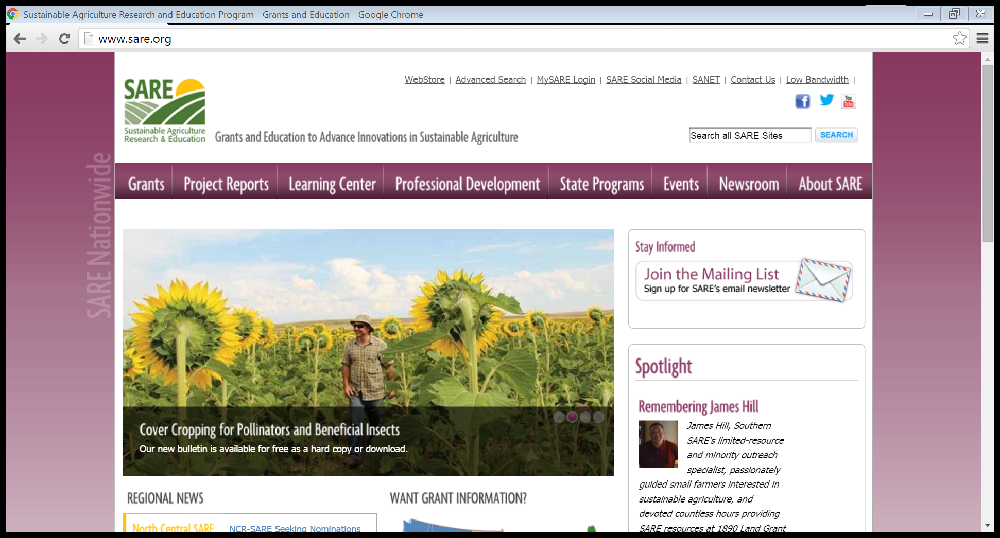 Sustainable Agriculture Research and Education Program - Grants and Education - Google Chrome
www.sare.org
WebStore | Advanced Search | MySARE Login | SARE Social Media | SANET | Contact Us | Low Bandwidth |
SARE
Sustainable Agriculture
Research & Education
f
You
Tube
Grants and Education to Advance Innovations in Sustainable Agriculture
Search all SARE Sites
SEARCH
SARE Nationwide
Grants
Project Reports
Learning Center
Professional Development
State Programs
Events
Newsroom
About SARE
Cover Cropping for Pollinators and Beneficial Insects
Our new bulletin is available for free as a hard copy or download.
Stay Informed
Join the Mailing List
Sign up for SARE's email newsletter
Spotlight
Remembering James Hill
James Hill, Southern
SARE's limited-resource
and minority outreach
specialist, passionately
guided small farmers interested in
sustainable agriculture, and
devoted countless hours providing
SARE resources at 1890 Land Grant
REGIONAL NEWS
North Central SARE
NCR-SARE Seeking Nominations
WANT GRANT INFORMATION?